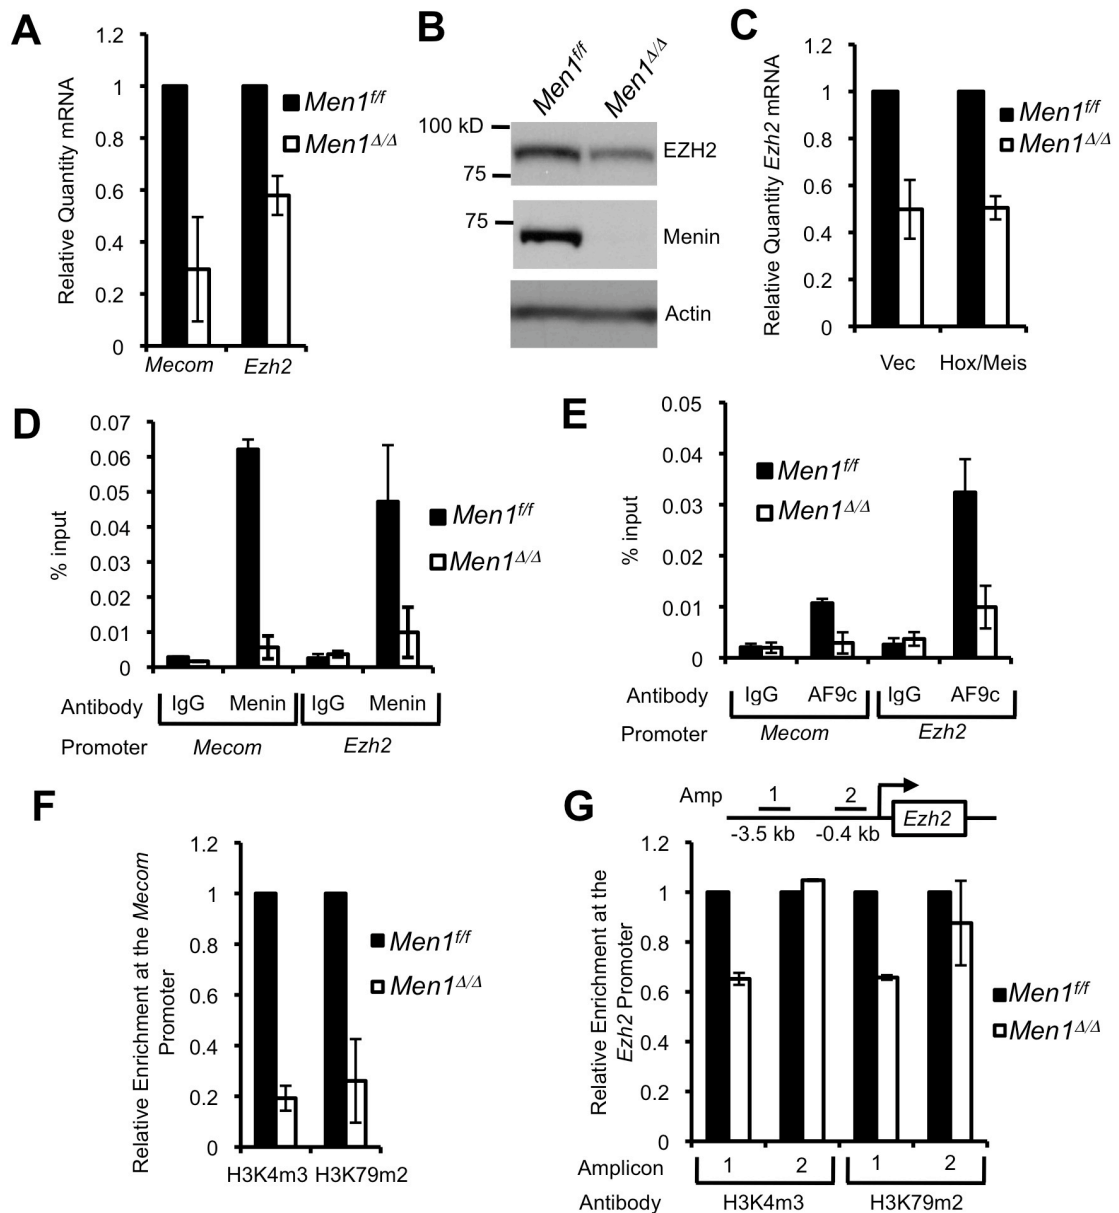 A
1.2
1
0.8
0.6
0.4
0.2
0
Relative Quantity mRNA
Mecom
Ezh2
Men1f/f
Men1Δ/Δ
B
Men1f/f
Men1Δ/Δ
100 kD
75
EZH2
75
Menin
Actin
C
1.2
1
0.8
0.6
0.4
0.2
0
Relative Quantity Ezh2 mRNA
Vec
Hox/Meis
Men1f/f
Men1Δ/Δ
D
0.07
0.06
0.05
0.04
0.03
0.02
0.01
0
% input
Men1f/f
Men1Δ/Δ
Antibody
IgG
Menin
IgG
Menin
Promoter
Mecom
Ezh2
E
0.05
0.04
0.03
0.02
0.01
0
% input
Men1f/f
Men1Δ/Δ
Antibody
IgG
AF9c
IgG
AF9c
Promoter
Mecom
Ezh2
F
1.2
1
0.8
0.6
0.4
0.2
0
Relative Enrichment at the Mecom
Promoter
H3K4m3
H3K79m2
Men1f/f
Men1Δ/Δ
G
Amp
1
2
-3.5 kb
-0.4 kb
Ezh2
1.2
1
0.8
0.6
0.4
0.2
0
Relative Enrichment at the
Ezh2 Promoter
Men1f/f
Men1Δ/Δ
Amplicon
1
2
1
2
Antibody
H3K4m3
H3K79m2